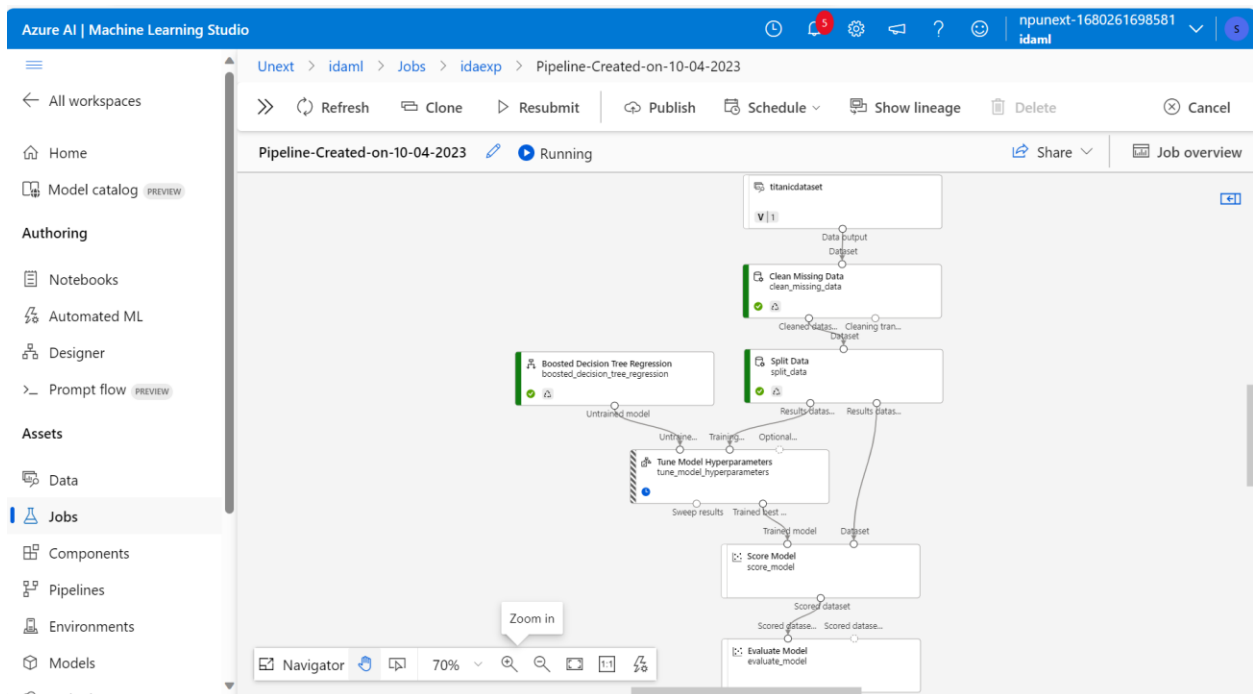 Azure AI | Machine Learning Studio
5
npunext-1680261698581
idaml
S
All workspaces
Home
Model catalog PREVIEW
Authoring
Notebooks
Automated ML
Designer
Prompt flow PREVIEW
Assets
Data
Jobs
Components
Pipelines
Environments
Models
Unext > idaml > Jobs > idaexp > Pipeline-Created-on-10-04-2023
Refresh Clone Resubmit Publish Schedule Show lineage Delete Cancel
Pipeline-Created-on-10-04-2023 Running Share Job overview
titanicdataset
V | 1
Data output
Dataset
Clean Missing Data
clean_missing_data
Cleaned datas... Cleaning tran...
Dataset
Boosted Decision Tree Regression
boosted_decision_tree_regression
Untrained model
Split Data
split_data
Results datas... Results datas...
Untraine... Training... Optional...
Tune Model Hyperparameters
tune_model_hyperparameters
Sweep results Trained best ...
Trained model Dataset
Score Model
score_model
Scored dataset
Scored datase... Scored datase...
Evaluate Model
evaluate_model
Zoom in
Navigator 70% 1:1